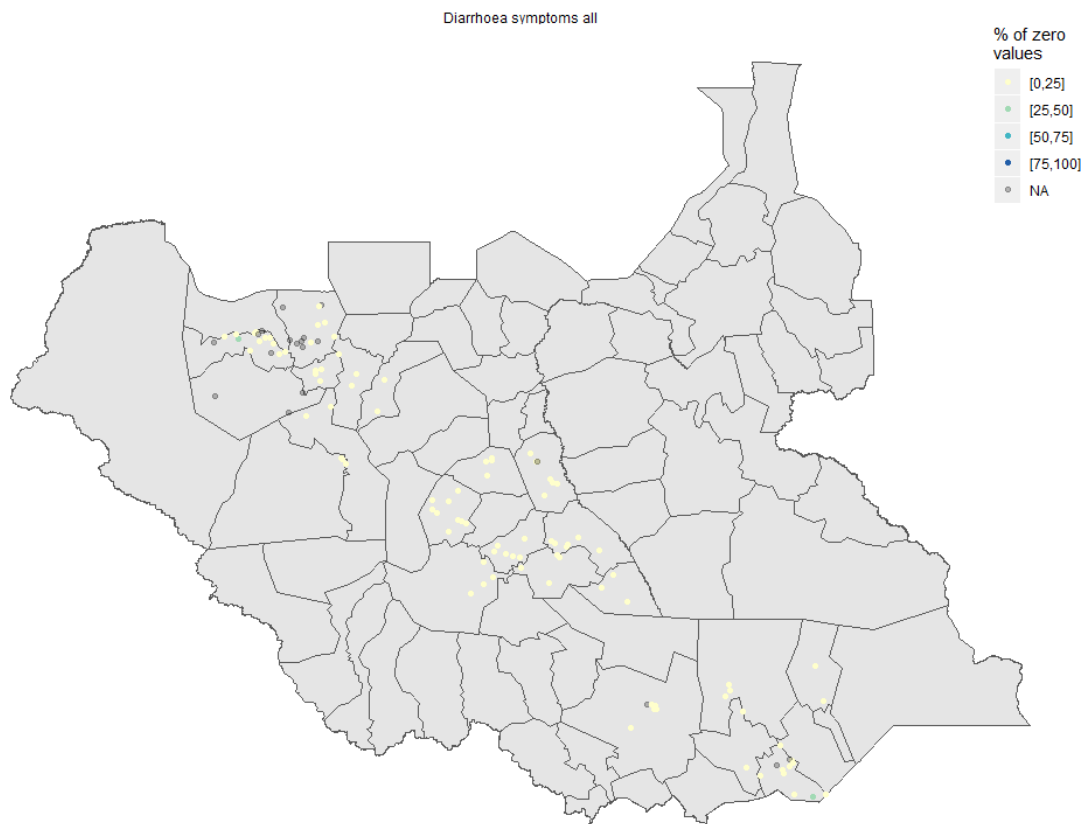 Diarrhoea symptoms all
% of zero
values
[0,25]
[25,50]
[50,75]
[75,100]
NA